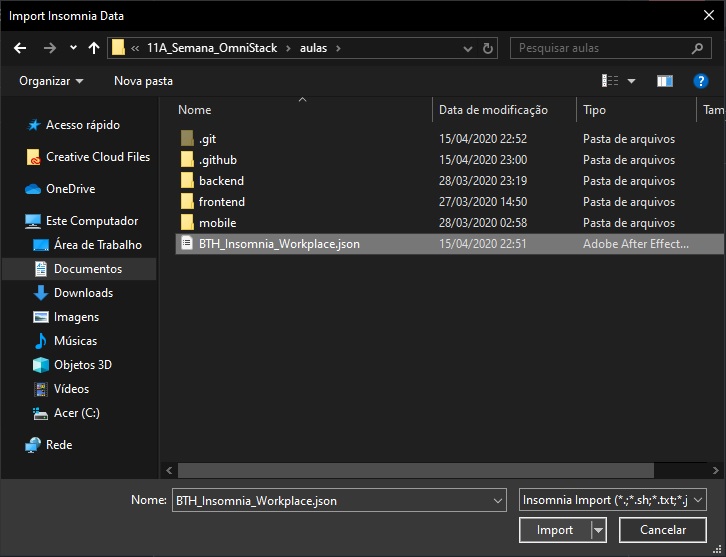 Import Insomnia Data
« 11A_Semana_OmniStack › aulas › Pesquisar aulas
Organizar Nova pasta
Nome Data de modificação Tipo Tam
Acesso rápido
Creative Cloud Files
OneDrive
Este Computador
Área de Trabalho
Documentos
Downloads
Imagens
Músicas
Objetos 3D
Vídeos
Acer (C:)
Rede
.git 15/04/2020 22:52 Pasta de arquivos
.github 15/04/2020 23:00 Pasta de arquivos
backend 28/03/2020 23:19 Pasta de arquivos
frontend 27/03/2020 14:50 Pasta de arquivos
mobile 28/03/2020 02:58 Pasta de arquivos
BTH_Insomnia_Workplace.json 15/04/2020 22:51 Adobe After Effect...
Nome: BTH_Insomnia_Workplace.json Insomnia Import (*.;*.sh;*.txt;*.j
Import Cancelar